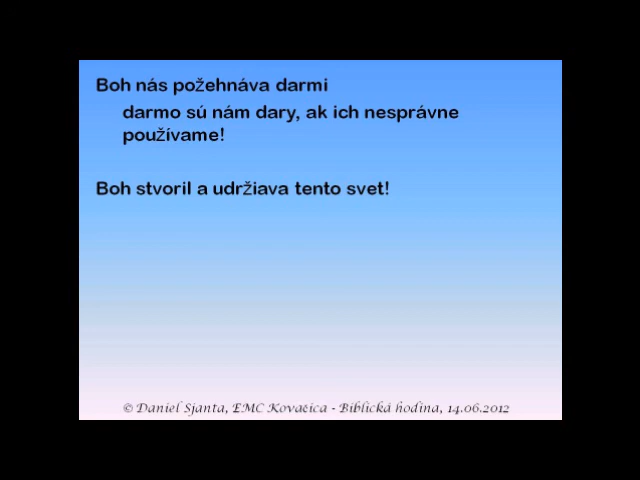 Boh nás požehnáva darmi
darmo sú nám dary, ak ich nesprávne
používame!
Boh stvoril a udržiava tento svet!
© Daniel Sjanta, EMC Kovačica - Biblická hodina, 14.06.2012